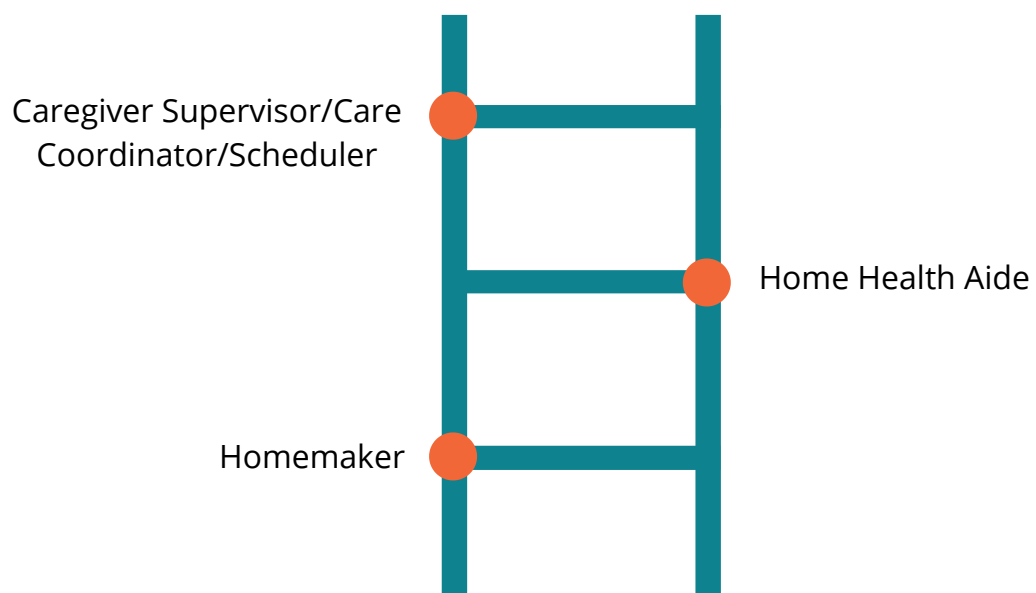 Caregiver Supervisor/Care
Coordinator/Scheduler
Home Health Aide
Homemaker